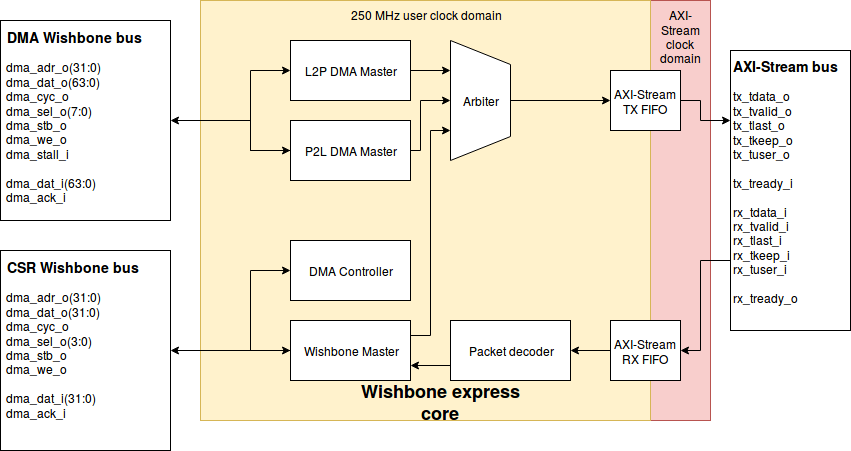 DMA Wishbone bus
dma_adr_o(31:0)
dma_dat_o(63:0)
dma_cyc_o
dma_sel_o(7:0)
dma_stb_o
dma_we_o
dma_stall_i
dma_dat_i(63:0)
dma_ack_i
CSR Wishbone bus
dma_adr_o(31:0)
dma_dat_o(31:0)
dma_cyc_o
dma_sel_o(3:0)
dma_stb_o
dma_we_o
dma_dat_i(31:0)
dma_ack_i
250 MHz user clock domain
L2P DMA Master
P2L DMA Master
Arbiter
DMA Controller
Wishbone Master
Packet decoder
Wishbone express
core
AXI-Stream
TX FIFO
AXI-Stream
RX FIFO
AXI-
Stream
clock
domain
AXI-Stream bus
tx_tdata_o
tx_tvalid_o
tx_tlast_o
tx_tkeep_o
tx_tuser_o
tx_tready_i
rx_tdata_i
rx_tvalid_i
rx_tlast_i
rx_tkeep_i
rx_tuser_i
rx_tready_o